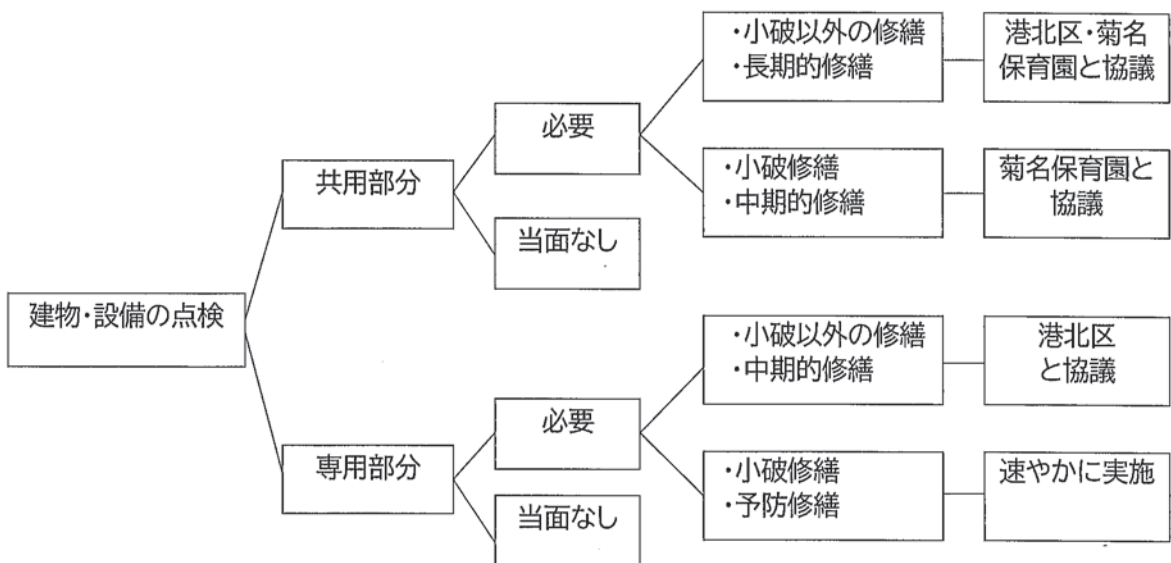 ・小破以外の修繕
・長期的修繕
港北区・菊名
保育園と協議
必要
・小破修繕
・中期的修繕
菊名保育園と
協議
共用部分
当面なし
建物・設備の点検
・小破以外の修繕
・中期的修繕
港北区
と協議
必要
専用部分
・小破修繕
・予防修繕
速やかに実施
当面なし